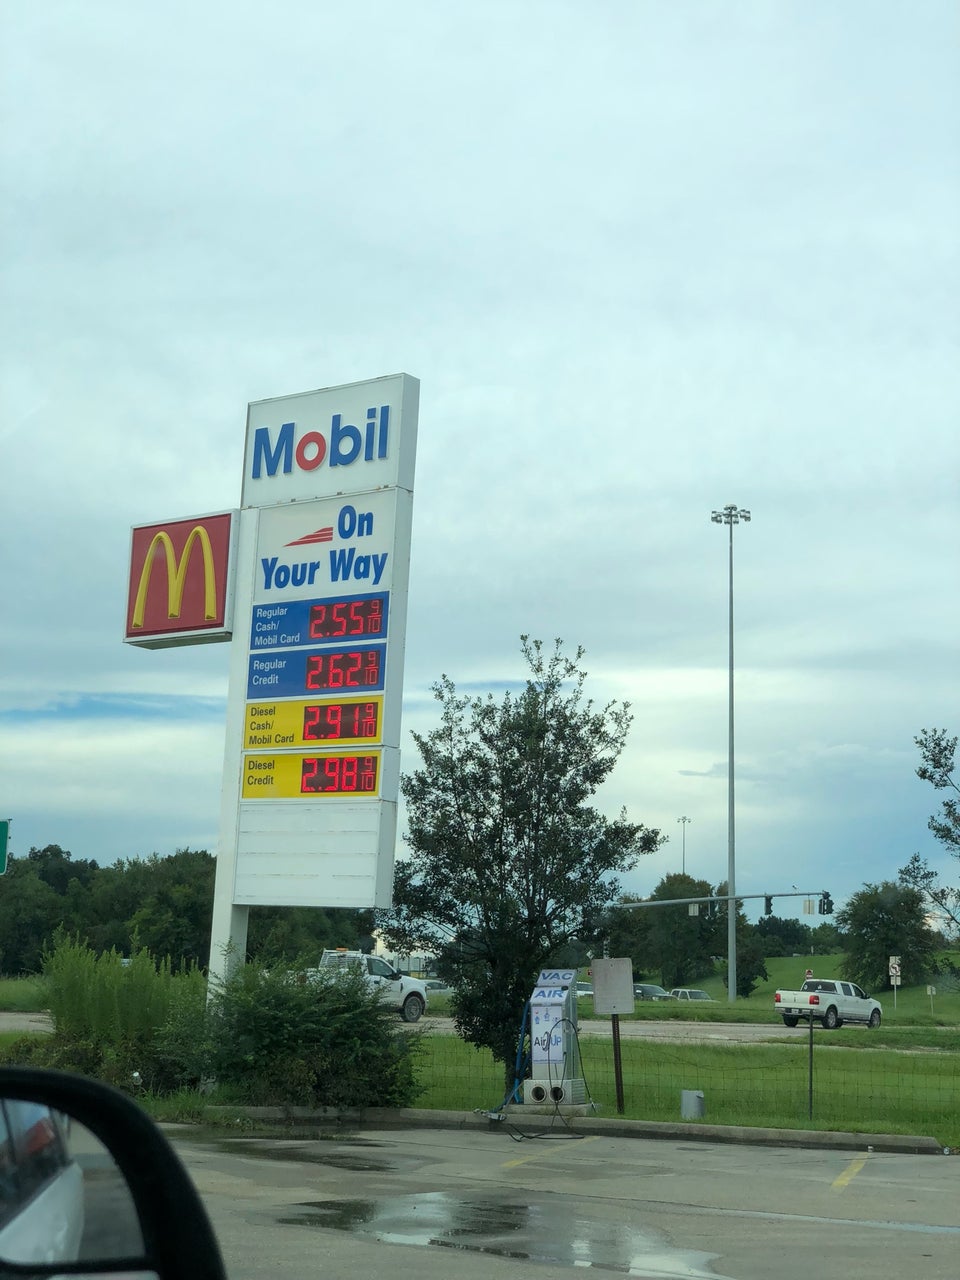 Mobil
On
Your Way
M
Regular
Cash/
Mobil Card
2.55 9/10
Regular
Credit
2.62 9/10
Diesel
Cash/
Mobil Card
2.91 9/10
Diesel
Credit
2.98 9/10
VAC
AIR
Air Up